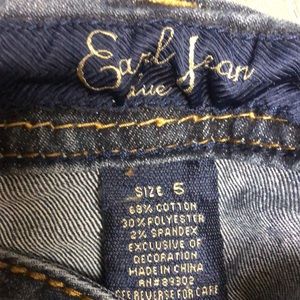 Earl Jean
Blue
SIZE 5
68% COTTON
30% POLYESTER
2% SPANDEX
EXCLUSIVE OF
DECORATION
MADE IN CHINA
RN#89302
SEE REVERSE FOR CARE